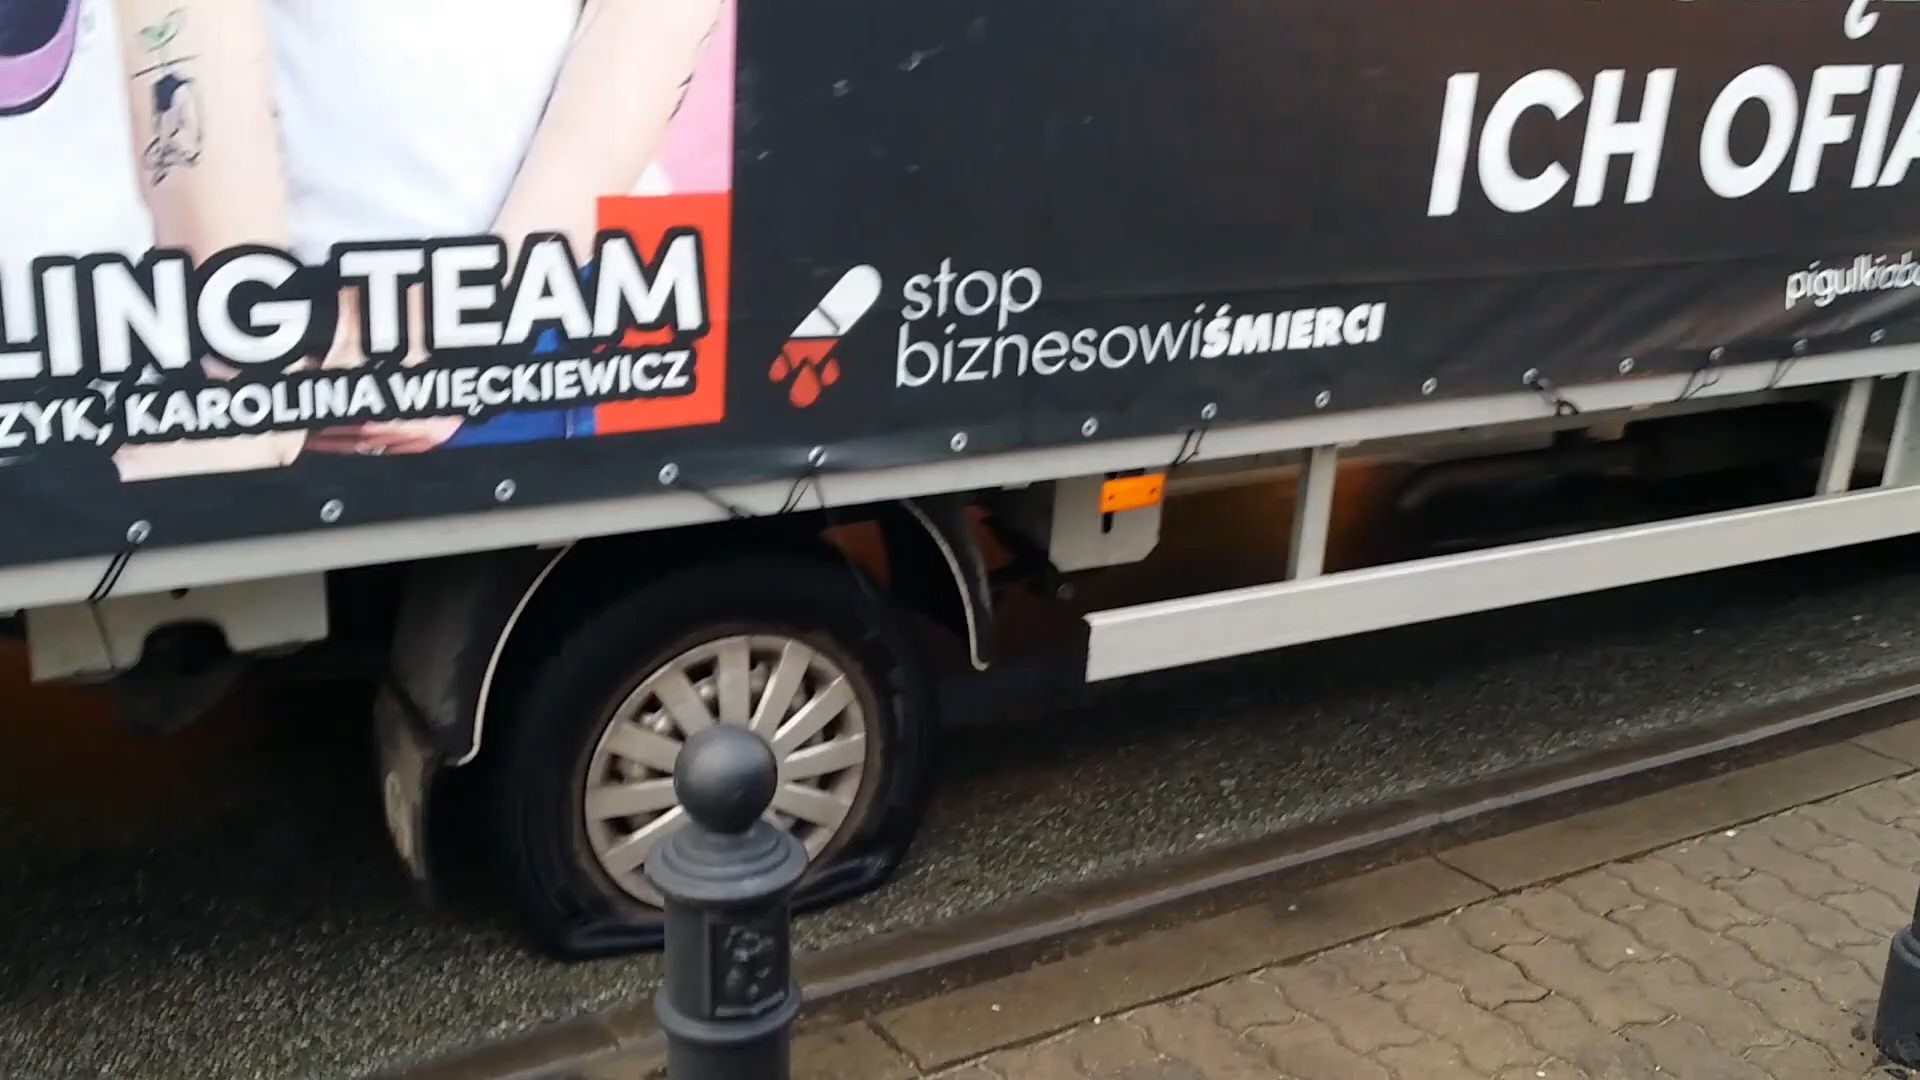 LING TEAM
ZYK, KAROLINA WIĘCKIEWICZ
stop
biznesowiŚMIERCI
ICH OFIA